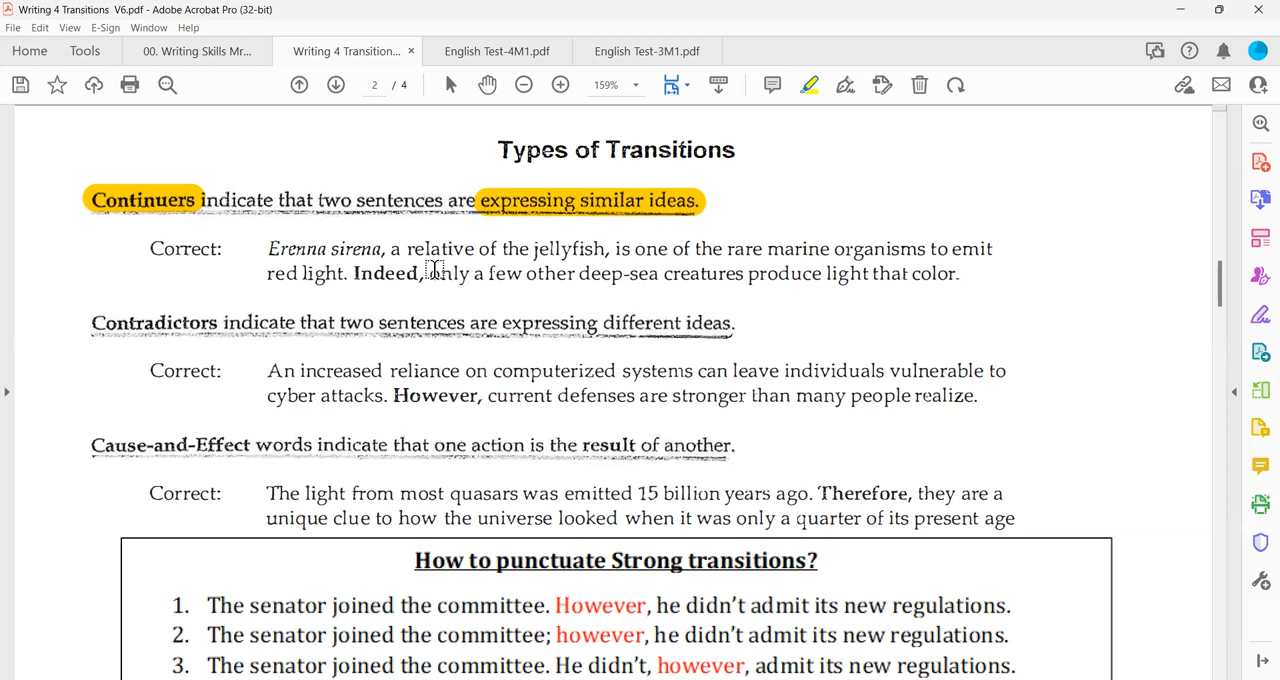 Writing 4 Transitions V6.pdf - Adobe Acrobat Pro (32-bit)
File Edit View E-Sign Window Help
Home Tools 00. Writing Skills Mr... Writing 4 Transition... × English Test-4M1.pdf English Test-3M1.pdf
2 / 4 159%
Types of Transitions
Continuers indicate that two sentences are expressing similar ideas.
Correct: Erenna sirena, a relative of the jellyfish, is one of the rare marine organisms to emit
red light. Indeed, only a few other deep-sea creatures produce light that color.
Contradictors indicate that two sentences are expressing different ideas.
Correct: An increased reliance on computerized systems can leave individuals vulnerable to
cyber attacks. However, current defenses are stronger than many people realize.
Cause-and-Effect words indicate that one action is the result of another.
Correct: The light from most quasars was emitted 15 billion years ago. Therefore, they are a
unique clue to how the universe looked when it was only a quarter of its present age
How to punctuate Strong transitions?
1. The senator joined the committee. However, he didn't admit its new regulations.
2. The senator joined the committee; however, he didn't admit its new regulations.
3. The senator joined the committee. He didn't, however, admit its new regulations.